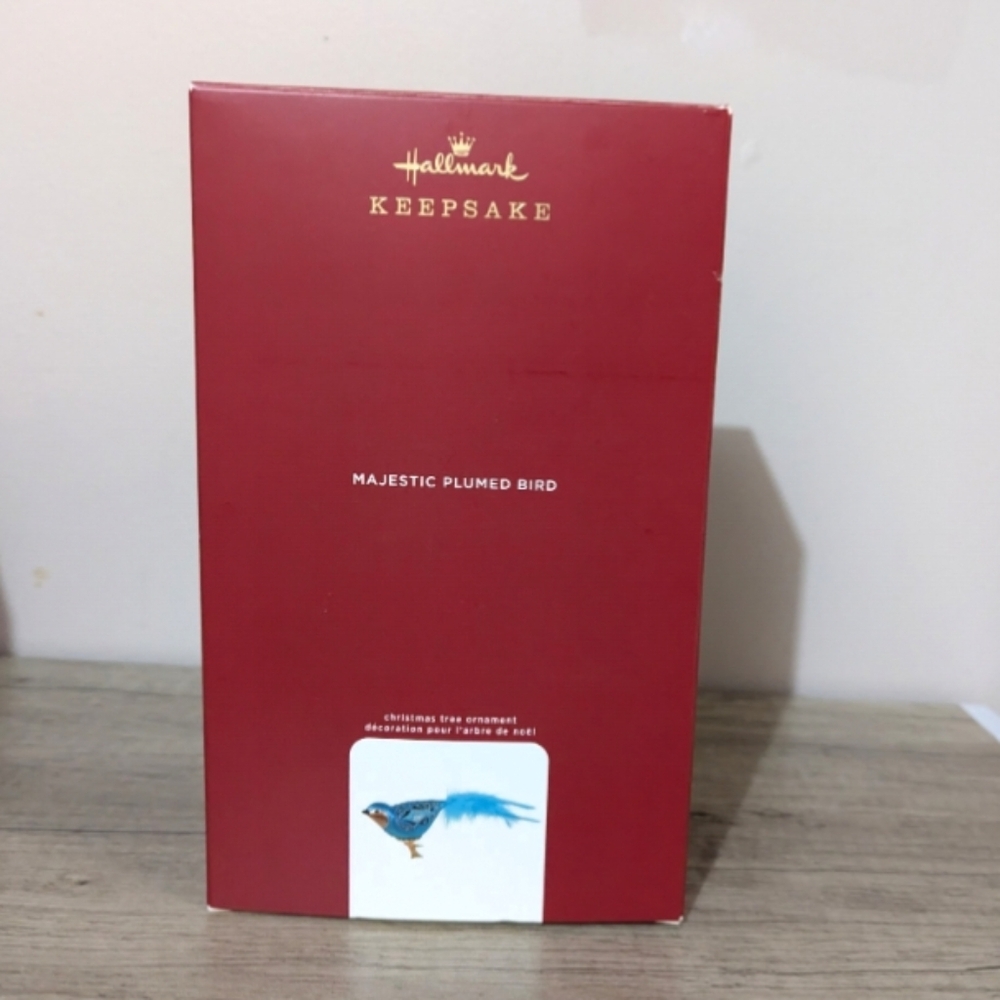 Hallmark
KEEPSAKE
MAJESTIC PLUMED BIRD
christmas tree ornament
décoration pour l'arbre de noël